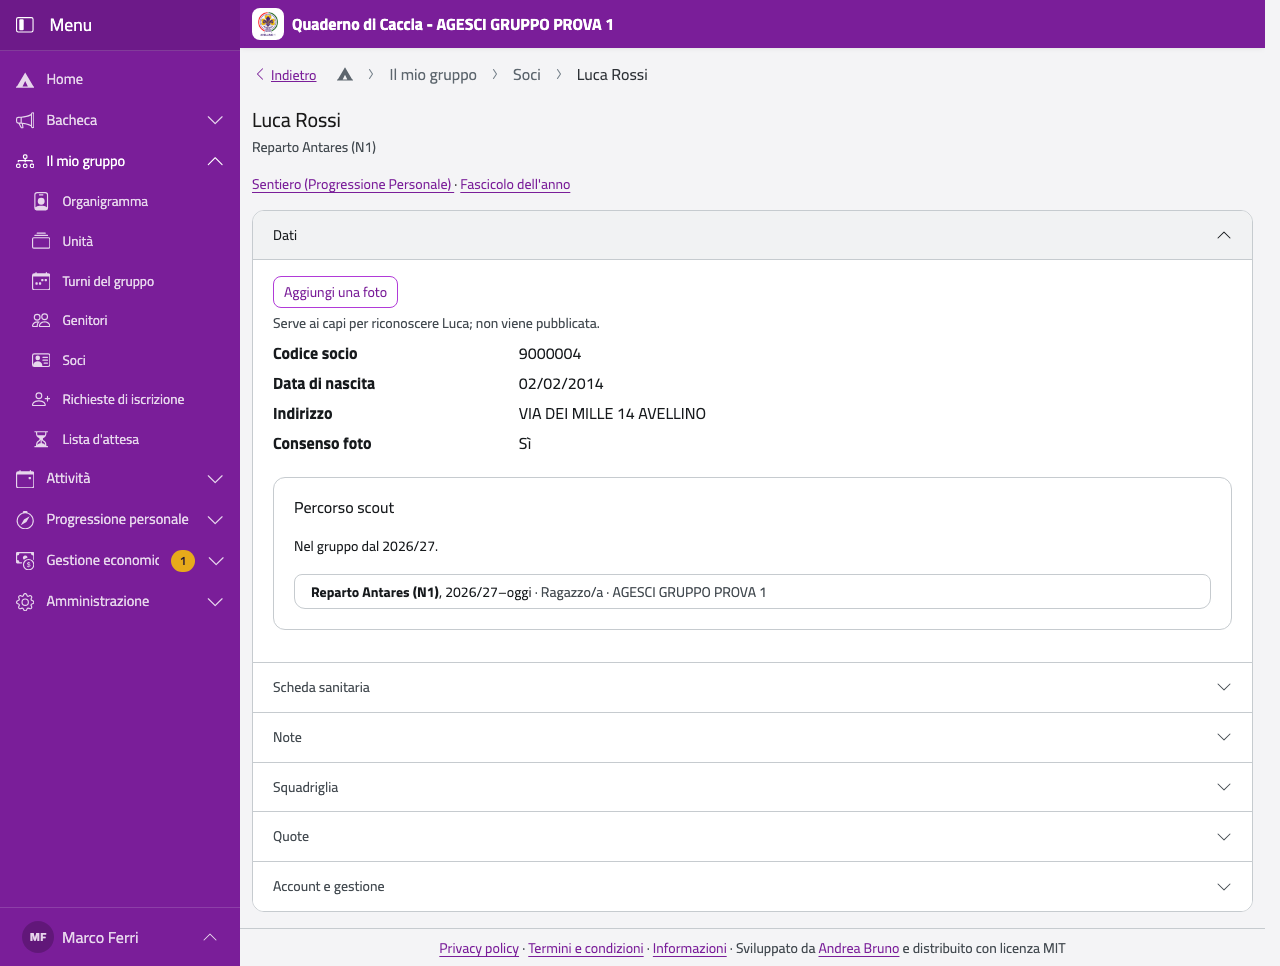 Menu
Quaderno di Caccia - AGESCI GRUPPO PROVA 1
Home
Bacheca
Il mio gruppo
Organigramma
Unità
Turni del gruppo
Genitori
Soci
Richieste di iscrizione
Lista d'attesa
Attività
Progressione personale
Gestione economic 1
Amministrazione
MF Marco Ferri
Indietro Il mio gruppo Soci Luca Rossi
Luca Rossi
Reparto Antares (N1)
Sentiero (Progressione Personale) · Fascicolo dell'anno
Dati
Aggiungi una foto
Serve ai capi per riconoscere Luca; non viene pubblicata.
Codice socio 9000004
Data di nascita 02/02/2014
Indirizzo VIA DEI MILLE 14 AVELLINO
Consenso foto Sì
Percorso scout
Nel gruppo dal 2026/27.
Reparto Antares (N1), 2026/27–oggi · Ragazzo/a · AGESCI GRUPPO PROVA 1
Scheda sanitaria
Note
Squadriglia
Quote
Account e gestione
Privacy policy · Termini e condizioni · Informazioni · Sviluppato da Andrea Bruno e distribuito con licenza MIT